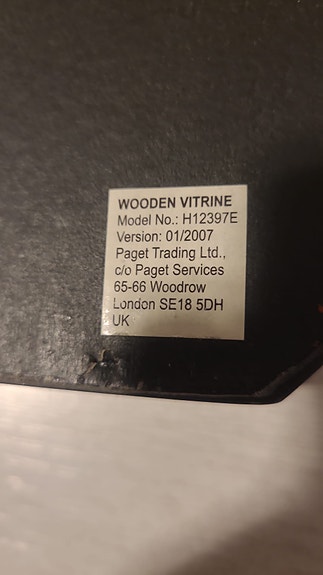 WOODEN VITRINE
Model No.: H12397E
Version: 01/2007
Paget Trading Ltd.,
c/o Paget Services
65-66 Woodrow
London SE18 5DH
UK